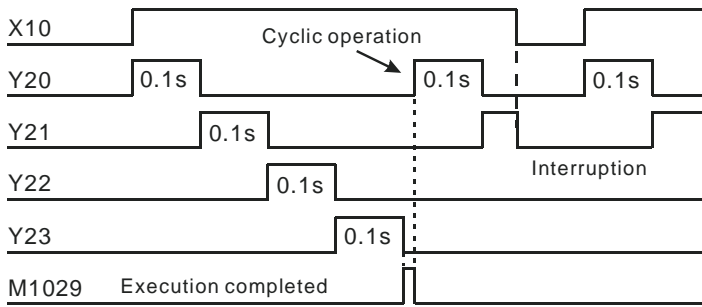 X10
Cyclic operation
Y20
0.1s
0.1s
0.1s
Y21
0.1s
Interruption
Y22
0.1s
Y23
0.1s
M1029
Execution completed